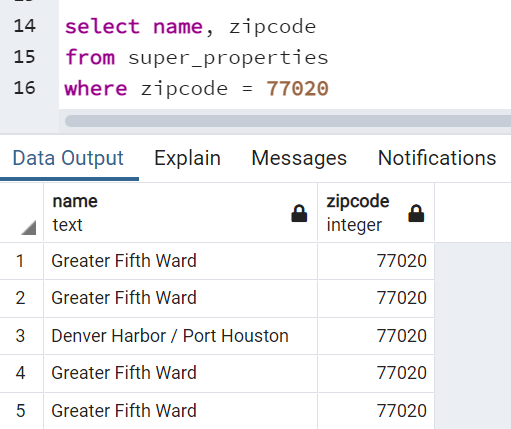 14 select name, zipcode
15 from super_properties
16 where zipcode = 77020
Data Output Explain Messages Notifications
name zipcode
text integer
1 Greater Fifth Ward 77020
2 Greater Fifth Ward 77020
3 Denver Harbor / Port Houston 77020
4 Greater Fifth Ward 77020
5 Greater Fifth Ward 77020